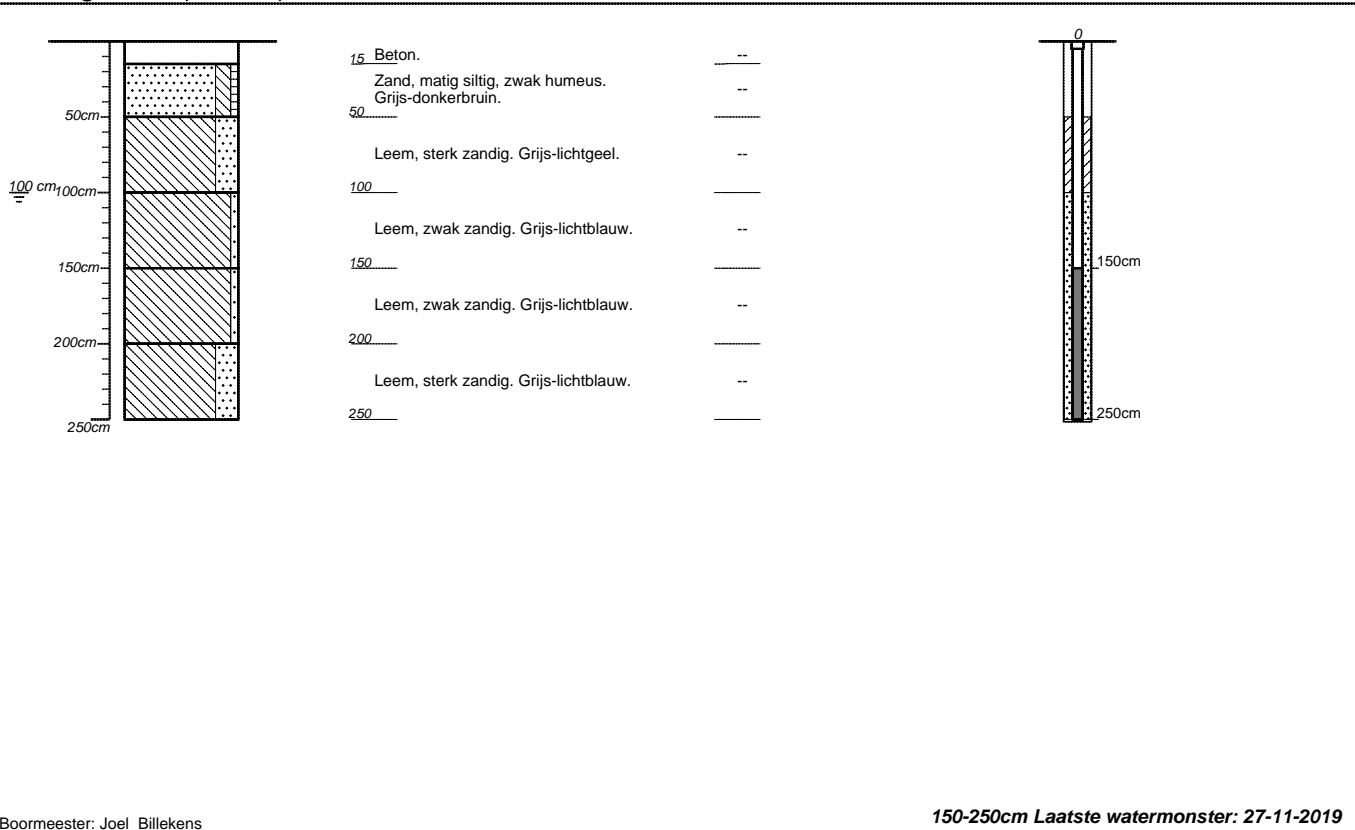 0
15 Beton. --
Zand, matig siltig, zwak humeus. --
Grijs-donkerbruin.
50cm 50
Leem, sterk zandig. Grijs-lichtgeel. --
100 cm 100cm 100
Leem, zwak zandig. Grijs-lichtblauw. --
150cm 150 150cm
Leem, zwak zandig. Grijs-lichtblauw. --
200cm 200
Leem, sterk zandig. Grijs-lichtblauw. --
250cm 250 250cm
Boormeester: Joel Billekens
150-250cm Laatste watermonster: 27-11-2019